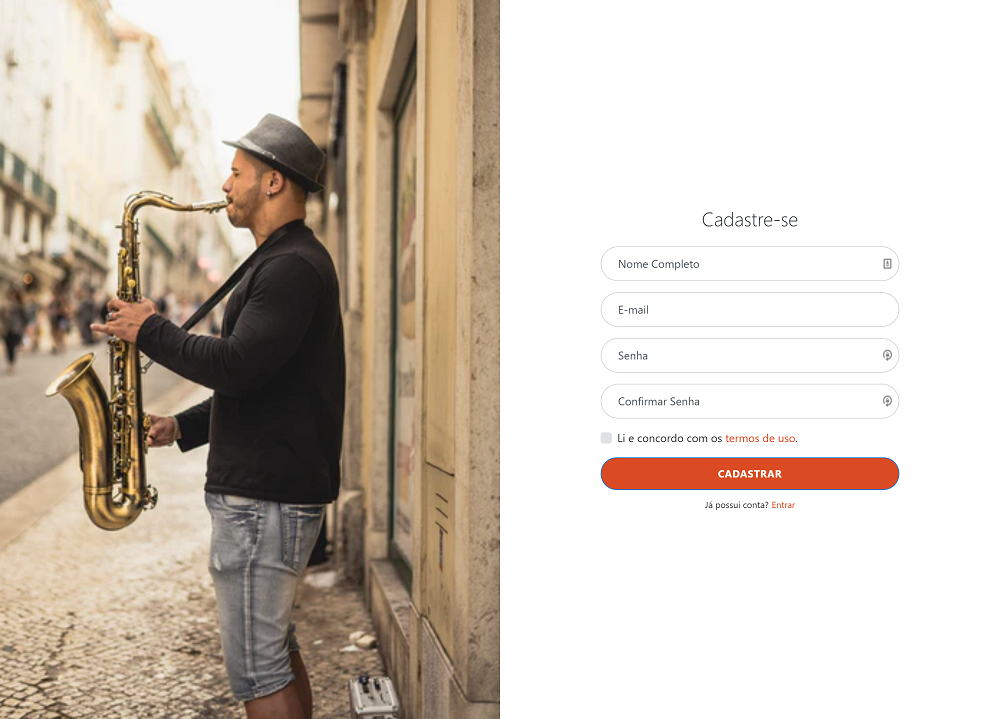 Cadastre-se
Nome Completo
E-mail
Senha
Confirmar Senha
Li e concordo com os termos de uso.
CADASTRAR
Já possui conta? Entrar